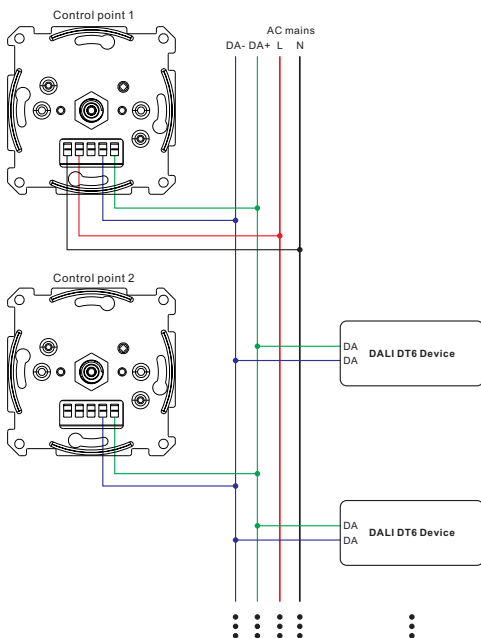 Control point 1
AC mains
DA- DA+ L N
Control point 2
DA
DA
DALI DT6 Device
DA
DA
DALI DT6 Device